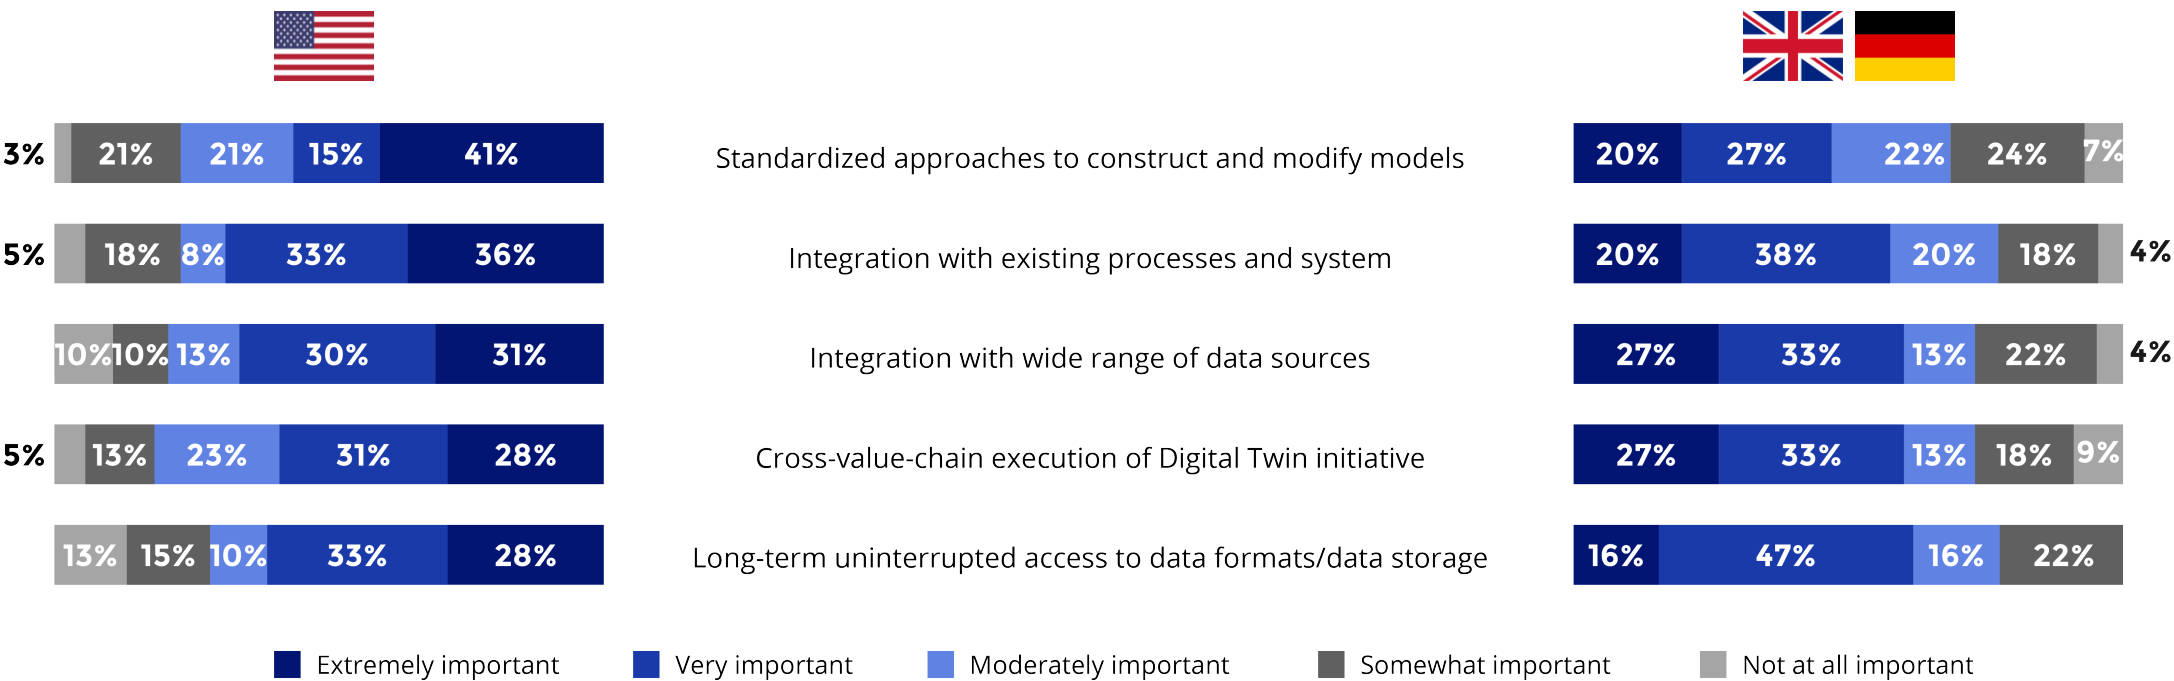 3% 21% 21% 15% 41% Standardized approaches to construct and modify models 20% 27% 22% 24% 7%
5% 18% 8% 33% 36% Integration with existing processes and system 20% 38% 20% 18% 4%
10% 10% 13% 30% 31% Integration with wide range of data sources 27% 33% 13% 22% 4%
5% 13% 23% 31% 28% Cross-value-chain execution of Digital Twin initiative 27% 33% 13% 18% 9%
13% 15% 10% 33% 28% Long-term uninterrupted access to data formats/data storage 16% 47% 16% 22%
Extremely important Very important Moderately important Somewhat important Not at all important